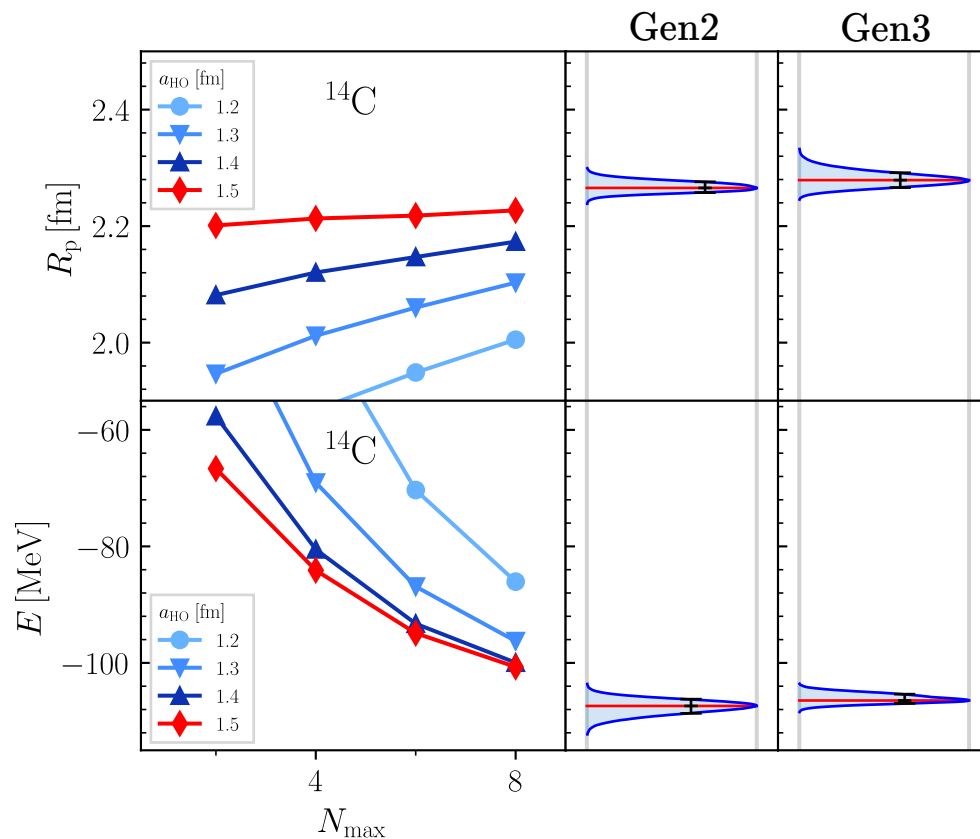 Gen2 Gen3
a_HO [fm]
1.2
1.3
1.4
1.5
¹⁴C
2.4
2.2
2.0
R_p [fm]
¹⁴C
−60
−80
−100
E [MeV]
a_HO [fm]
1.2
1.3
1.4
1.5
4 8
N_max